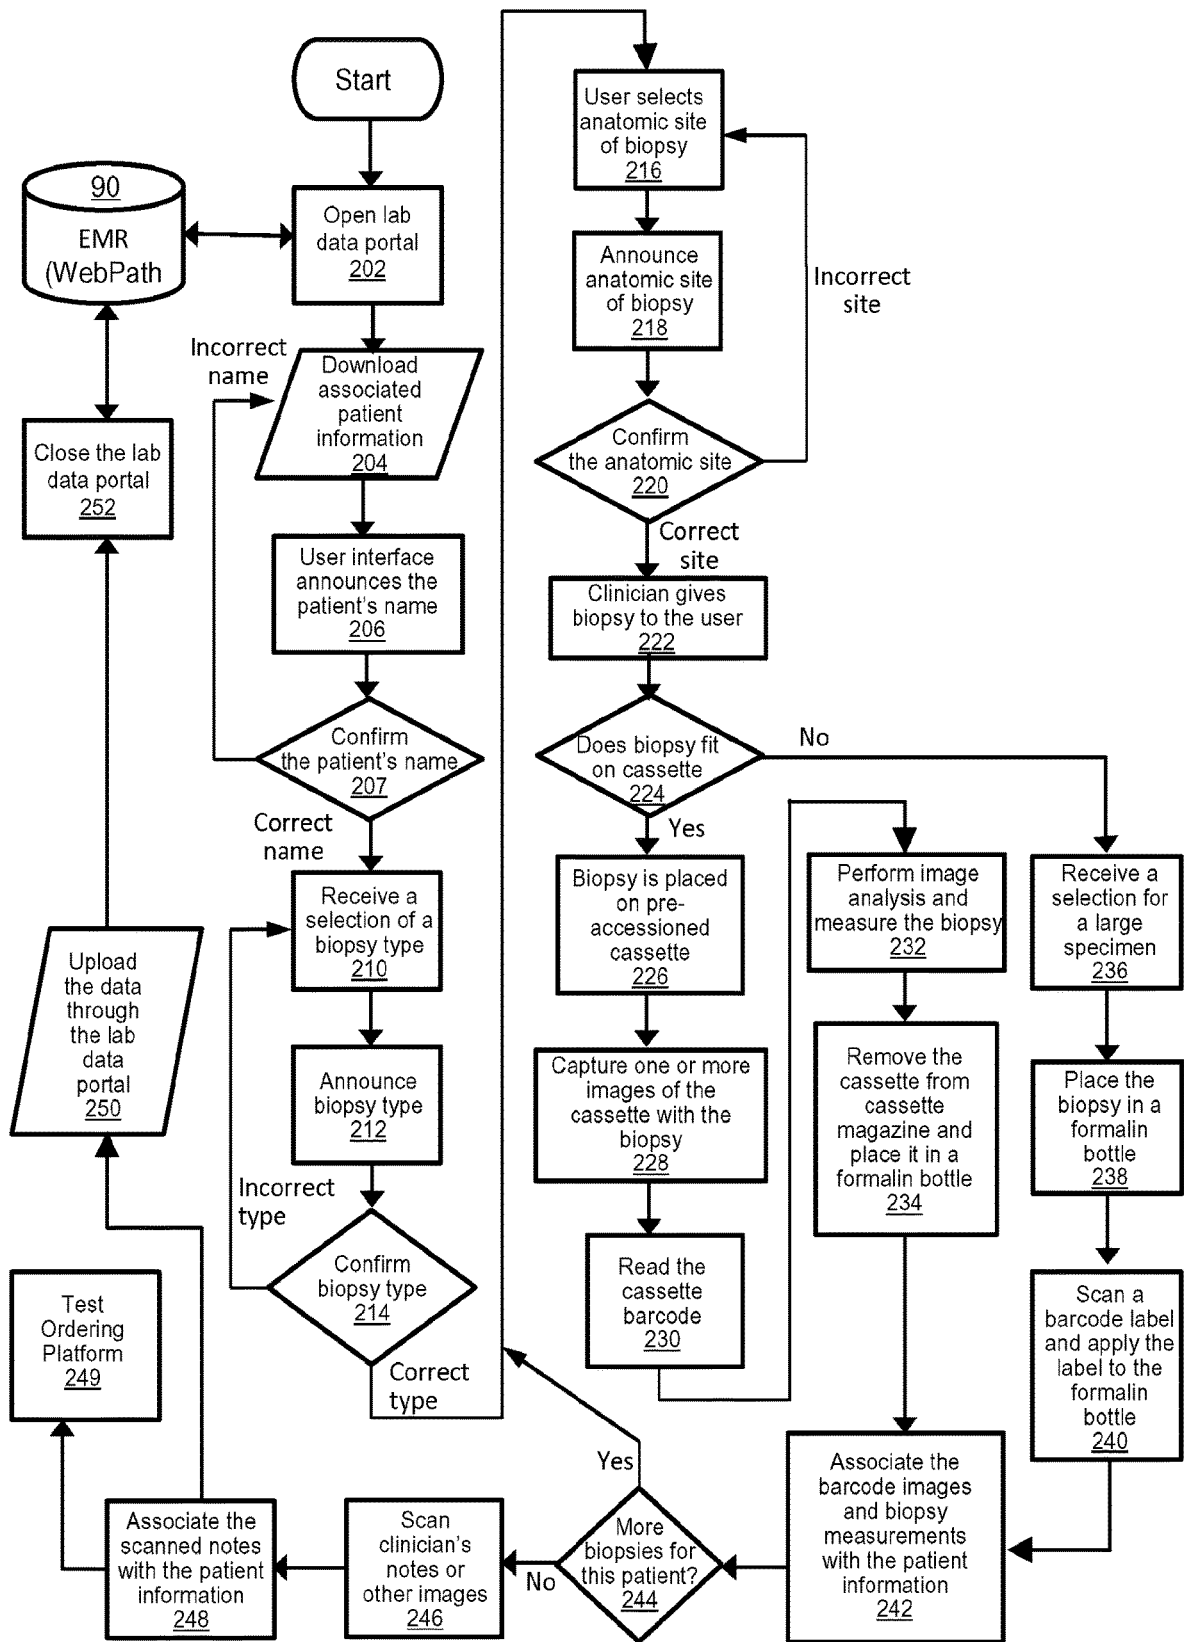 Start
90
EMR
(WebPath
Open lab
data portal
202
Incorrect
name
Download
associated
patient
information
204
Close the lab
data portal
252
User interface
announces the
patient's name
206
Confirm
the patient's name
207
Correct
name
Receive a
selection of a
biopsy type
210
Upload
the data
through
the lab
data
portal
250
Announce
biopsy type
212
Incorrect
type
Confirm
biopsy type
214
Correct
type
Test
Ordering
Platform
249
User selects
anatomic site
of biopsy
216
Announce
anatomic site
of biopsy
218
Incorrect
site
Confirm
the anatomic site
220
Correct
site
Clinician gives
biopsy to the user
222
Does biopsy fit
on cassette
224
No
Yes
Biopsy is placed
on pre-
accessioned
cassette
226
Capture one or more
images of the
cassette with the
biopsy
228
Read the
cassette
barcode
230
Perform image
analysis and
measure the biopsy
232
Remove the
cassette from
cassette
magazine and
place it in a
formalin bottle
234
Receive a
selection for
a large
specimen
236
Place the
biopsy in a
formalin
bottle
238
Scan a
barcode label
and apply the
label to the
formalin
bottle
240
Associate the
barcode images
and biopsy
measurements
with the patient
information
242
Yes
More
biopsies for
this patient?
244
No
Scan
clinician's
notes or
other images
246
Associate the
scanned notes
with the patient
information
248